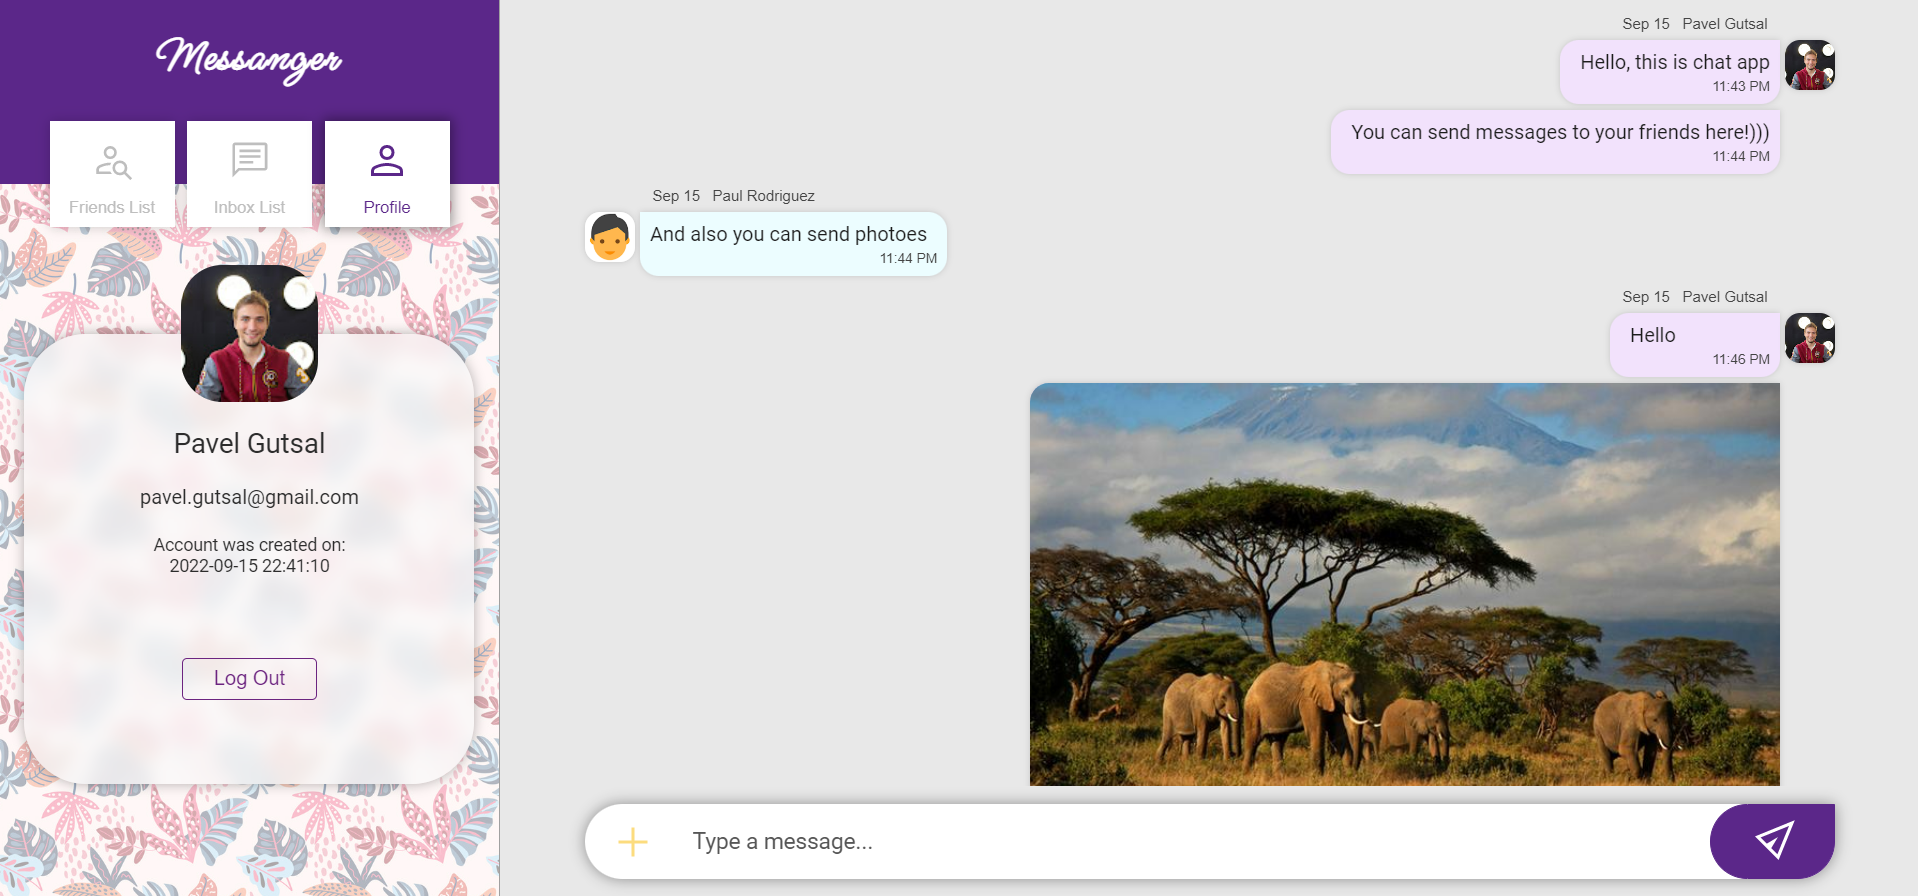 Messanger
Friends List
Inbox List
Profile
Pavel Gutsal
pavel.gutsal@gmail.com
Account was created on:
2022-09-15 22:41:10
Log Out
Sep 15 Pavel Gutsal
Hello, this is chat app
11:43 PM
You can send messages to your friends here!)))
11:44 PM
Sep 15 Paul Rodriguez
And also you can send photoes
11:44 PM
Sep 15 Pavel Gutsal
Hello
11:46 PM
Type a message...